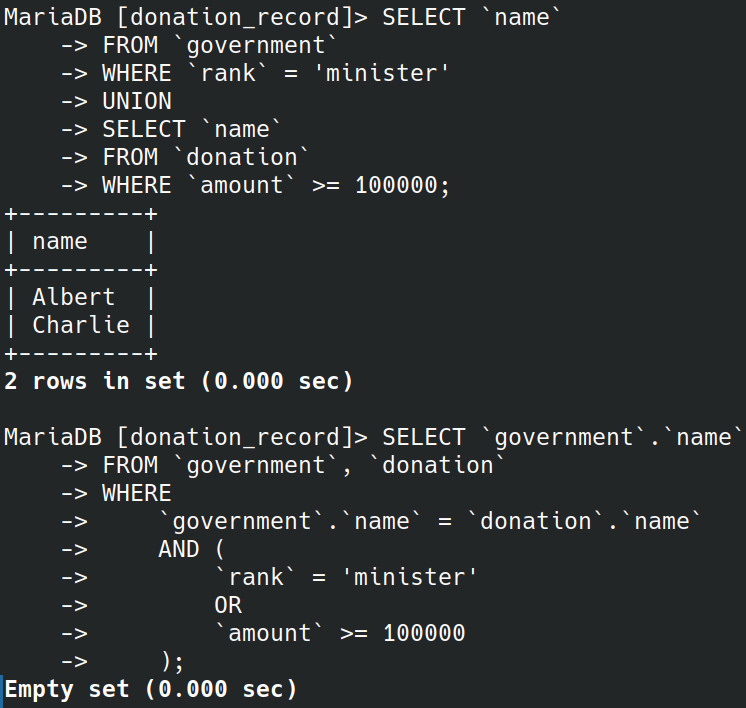 MariaDB [donation_record]> SELECT `name`
    -> FROM `government`
    -> WHERE `rank` = 'minister'
    -> UNION
    -> SELECT `name`
    -> FROM `donation`
    -> WHERE `amount` >= 100000;
+---------+
| name    |
+---------+
| Albert  |
| Charlie |
+---------+
2 rows in set (0.000 sec)

MariaDB [donation_record]> SELECT `government`.`name`
    -> FROM `government`, `donation`
    -> WHERE
    ->     `government`.`name` = `donation`.`name`
    ->     AND (
    ->         `rank` = 'minister'
    ->         OR
    ->         `amount` >= 100000
    ->     );
Empty set (0.000 sec)